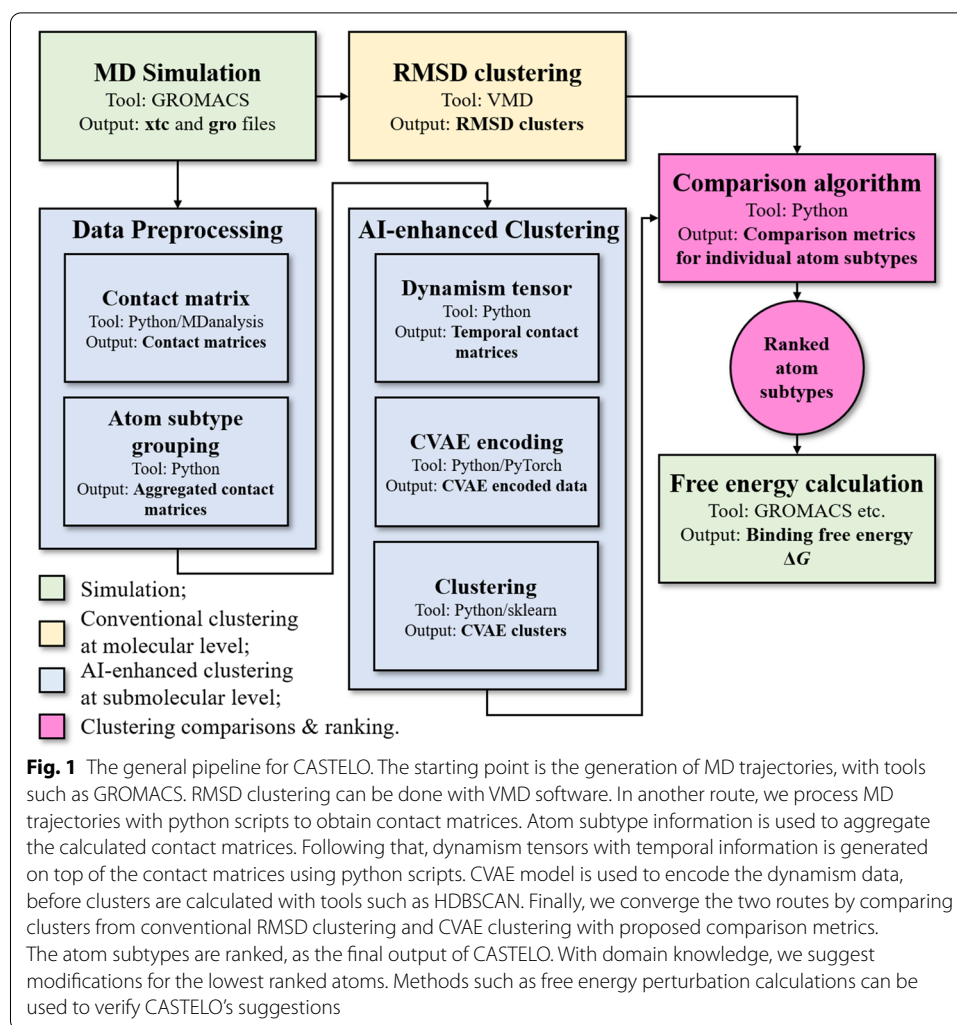 MD Simulation
Tool: GROMACS
Output: xtc and gro files
RMSD clustering
Tool: VMD
Output: RMSD clusters
Data Preprocessing
Contact matrix
Tool: Python/MDanalysis
Output: Contact matrices
Atom subtype
grouping
Tool: Python
Output: Aggregated contact
matrices
AI-enhanced Clustering
Dynamism tensor
Tool: Python
Output: Temporal contact
matrices
CVAE encoding
Tool: Python/PyTorch
Output: CVAE encoded data
Clustering
Tool: Python/sklearn
Output: CVAE clusters
Comparison algorithm
Tool: Python
Output: Comparison metrics
for individual atom subtypes
Ranked
atom
subtypes
Free energy calculation
Tool: GROMACS etc.
Output: Binding free energy
ΔG
Simulation;
Conventional clustering
at molecular level;
AI-enhanced clustering
at submolecular level;
Clustering comparisons & ranking.
Fig. 1 The general pipeline for CASTELO. The starting point is the generation of MD trajectories, with tools
such as GROMACS. RMSD clustering can be done with VMD software. In another route, we process MD
trajectories with python scripts to obtain contact matrices. Atom subtype information is used to aggregate
the calculated contact matrices. Following that, dynamism tensors with temporal information is generated
on top of the contact matrices using python scripts. CVAE model is used to encode the dynamism data,
before clusters are calculated with tools such as HDBSCAN. Finally, we converge the two routes by comparing
clusters from conventional RMSD clustering and CVAE clustering with proposed comparison metrics.
The atom subtypes are ranked, as the final output of CASTELO. With domain knowledge, we suggest
modifications for the lowest ranked atoms. Methods such as free energy perturbation calculations can be
used to verify CASTELO's suggestions